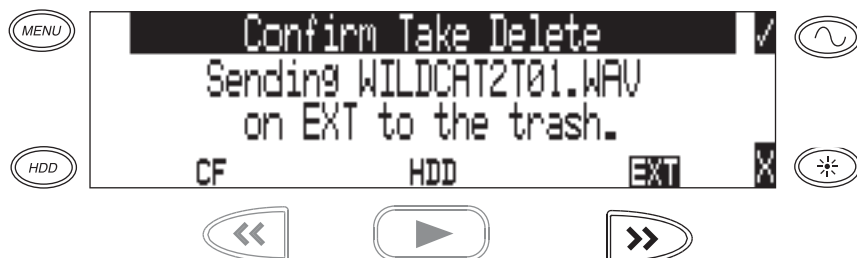 MENU
Confirm Take Delete
Sending WILDCAT2T01.WAV
on EXT to the trash.
HDD
CF HDD EXT X